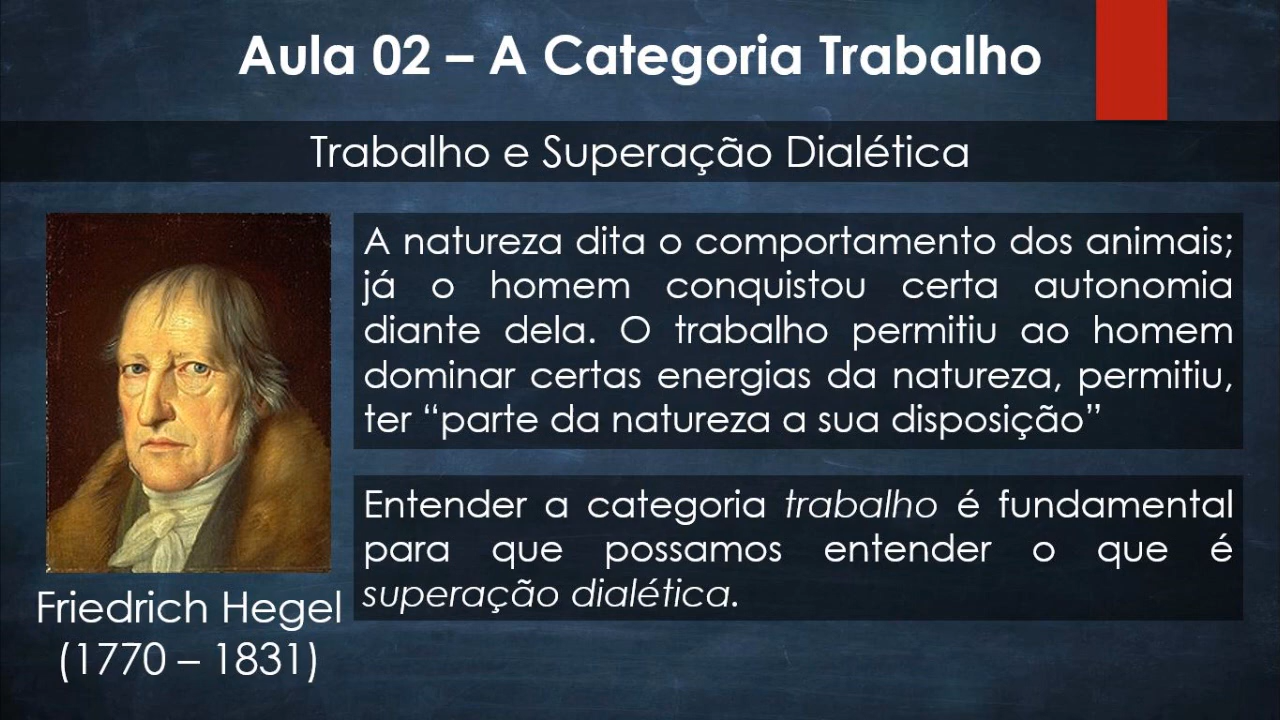 Aula 02 – A Categoria Trabalho
Trabalho e Superação Dialética
A natureza dita o comportamento dos animais;
já o homem conquistou certa autonomia
diante dela. O trabalho permitiu ao homem
dominar certas energias da natureza, permitiu,
ter “parte da natureza a sua disposição”
Entender a categoria trabalho é fundamental
para que possamos entender o que é
superação dialética.
Friedrich Hegel
(1770 – 1831)